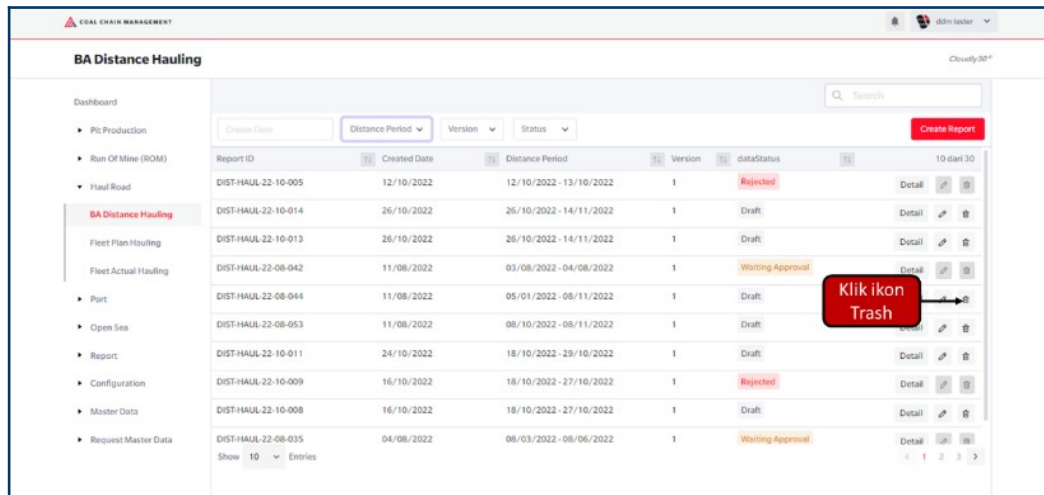 COAL CHAIN MANAGEMENT
ddm tester
BA Distance Hauling
Cloudly 30°
Dashboard
Search
Pit Production
Create Date
Distance Period
Version
Status
Create Report
Run Of Mine (ROM)
Report ID Created Date Distance Period Version dataStatus 10 dari 30
Haul Road
DIST-HAUL-22-10-005 12/10/2022 12/10/2022 - 13/10/2022 1 Rejected Detail
BA Distance Hauling
DIST-HAUL-22-10-014 26/10/2022 26/10/2022 - 14/11/2022 1 Draft Detail
Fleet Plan Hauling
DIST-HAUL-22-10-013 26/10/2022 26/10/2022 - 14/11/2022 1 Draft Detail
Fleet Actual Hauling
DIST-HAUL-22-08-042 11/08/2022 03/08/2022 - 04/08/2022 1 Waiting Approval Detail
Port
DIST-HAUL-22-08-044 11/08/2022 05/01/2022 - 08/11/2022 1 Draft
Klik ikon
Trash
Open Sea
DIST-HAUL-22-08-053 11/08/2022 08/10/2022 - 08/11/2022 1 Draft Detail
Report
DIST-HAUL-22-10-011 24/10/2022 18/10/2022 - 29/10/2022 1 Draft Detail
Configuration
DIST-HAUL-22-10-009 16/10/2022 18/10/2022 - 27/10/2022 1 Rejected Detail
Master Data
DIST-HAUL-22-10-008 16/10/2022 18/10/2022 - 27/10/2022 1 Draft Detail
Request Master Data
DIST-HAUL-22-08-035 04/08/2022 08/03/2022 - 08/06/2022 1 Waiting Approval Detail
Show 10 Entries
< 1 2 3 >